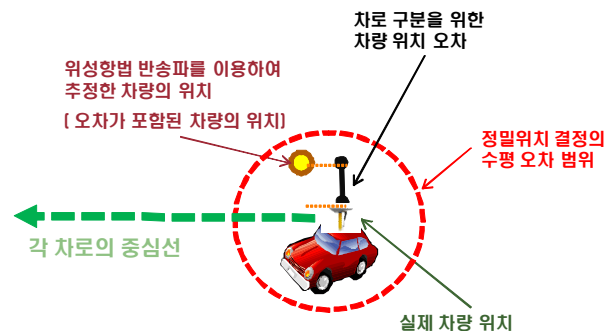 차로 구분을 위한
차량 위치 오차
위성항법 반송파를 이용하여
추정한 차량의 위치
( 오차가 포함된 차량의 위치)
정밀위치 결정의
수평 오차 범위
각 차로의 중심선
실제 차량 위치